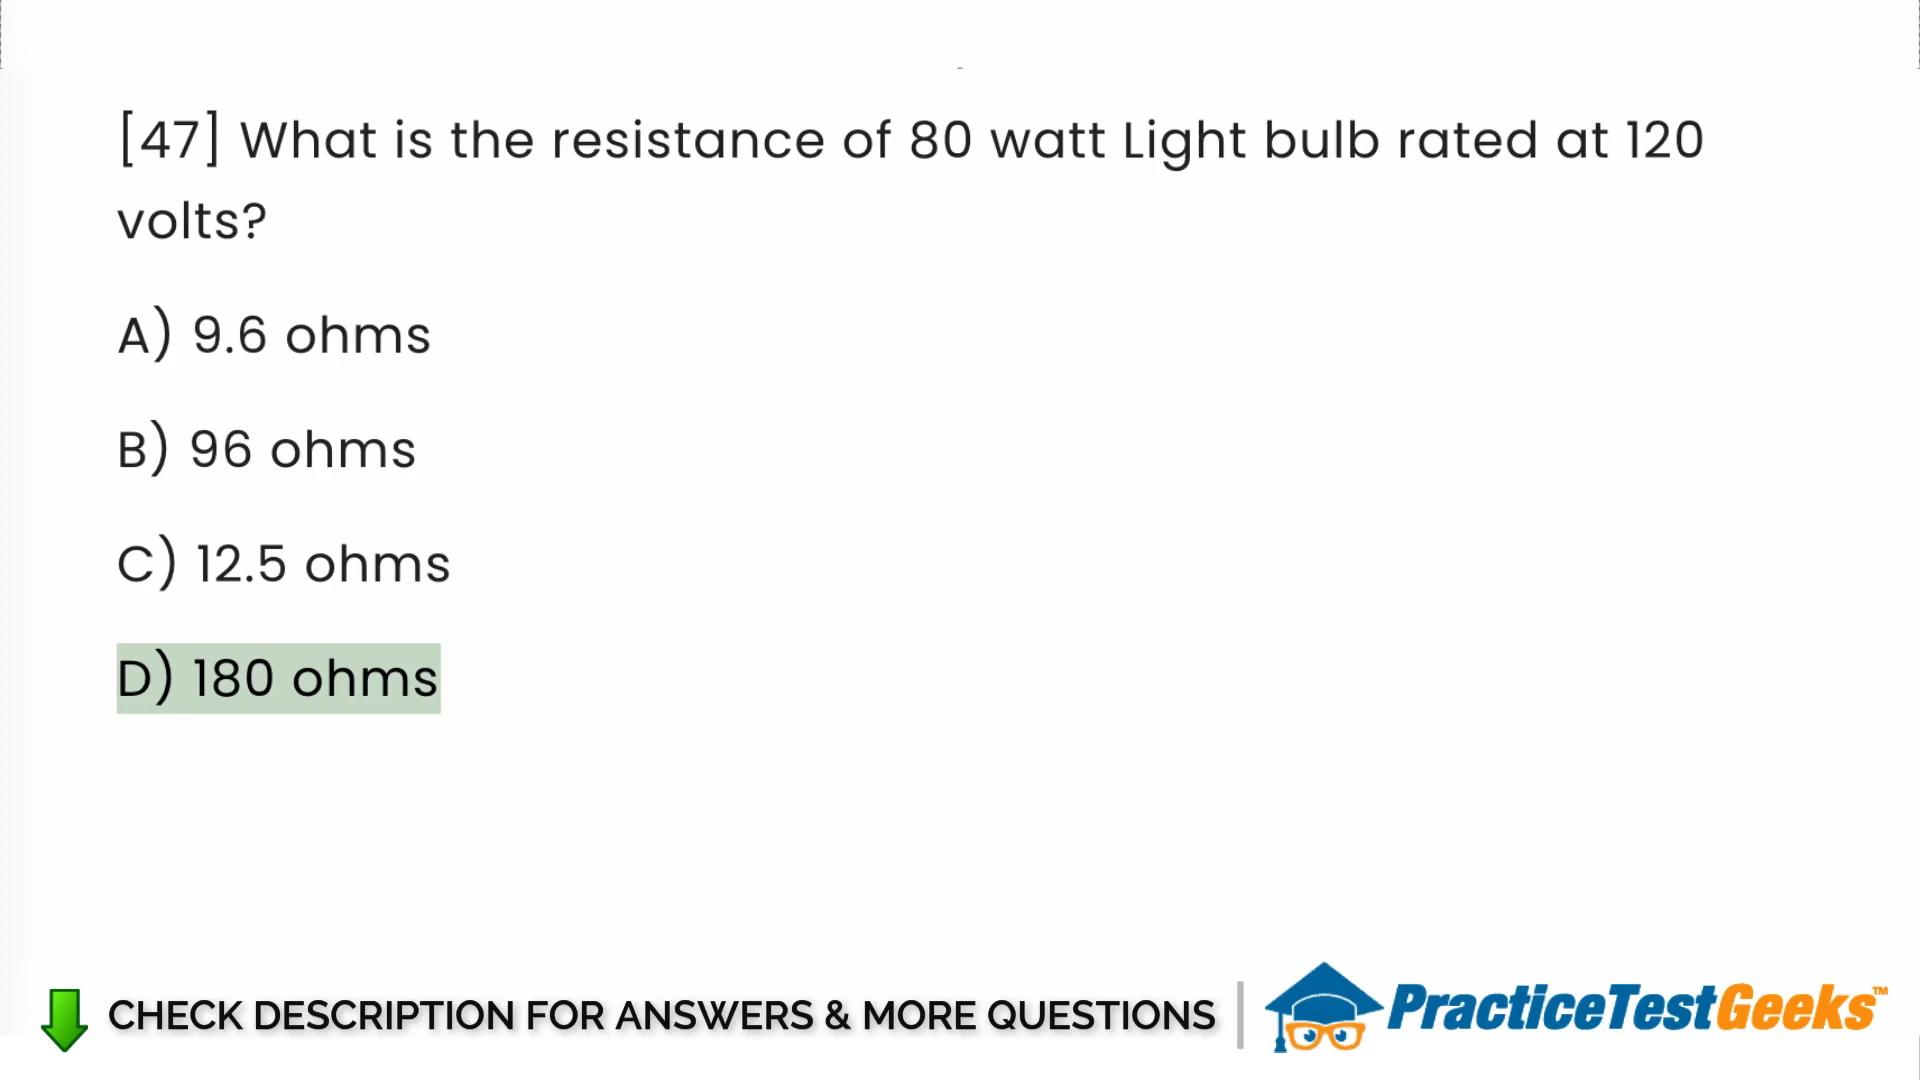 [47] What is the resistance of 80 watt Light bulb rated at 120
volts?
A) 9.6 ohms
B) 96 ohms
C) 12.5 ohms
D) 180 ohms
CHECK DESCRIPTION FOR ANSWERS & MORE QUESTIONS
PracticeTestGeeks™